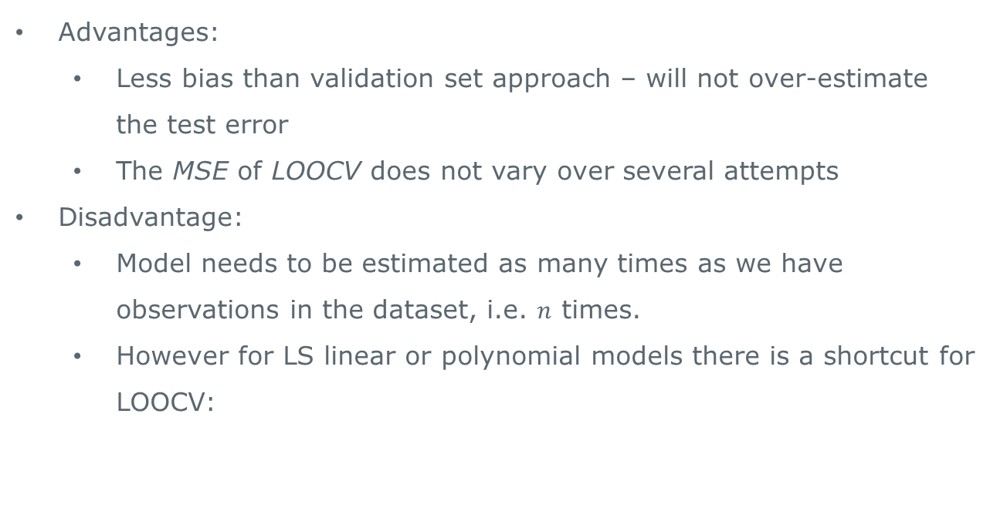 • Advantages:
• Less bias than validation set approach – will not over-estimate
the test error
• The MSE of LOOCV does not vary over several attempts
• Disadvantage:
• Model needs to be estimated as many times as we have
observations in the dataset, i.e. n times.
• However for LS linear or polynomial models there is a shortcut for
LOOCV: